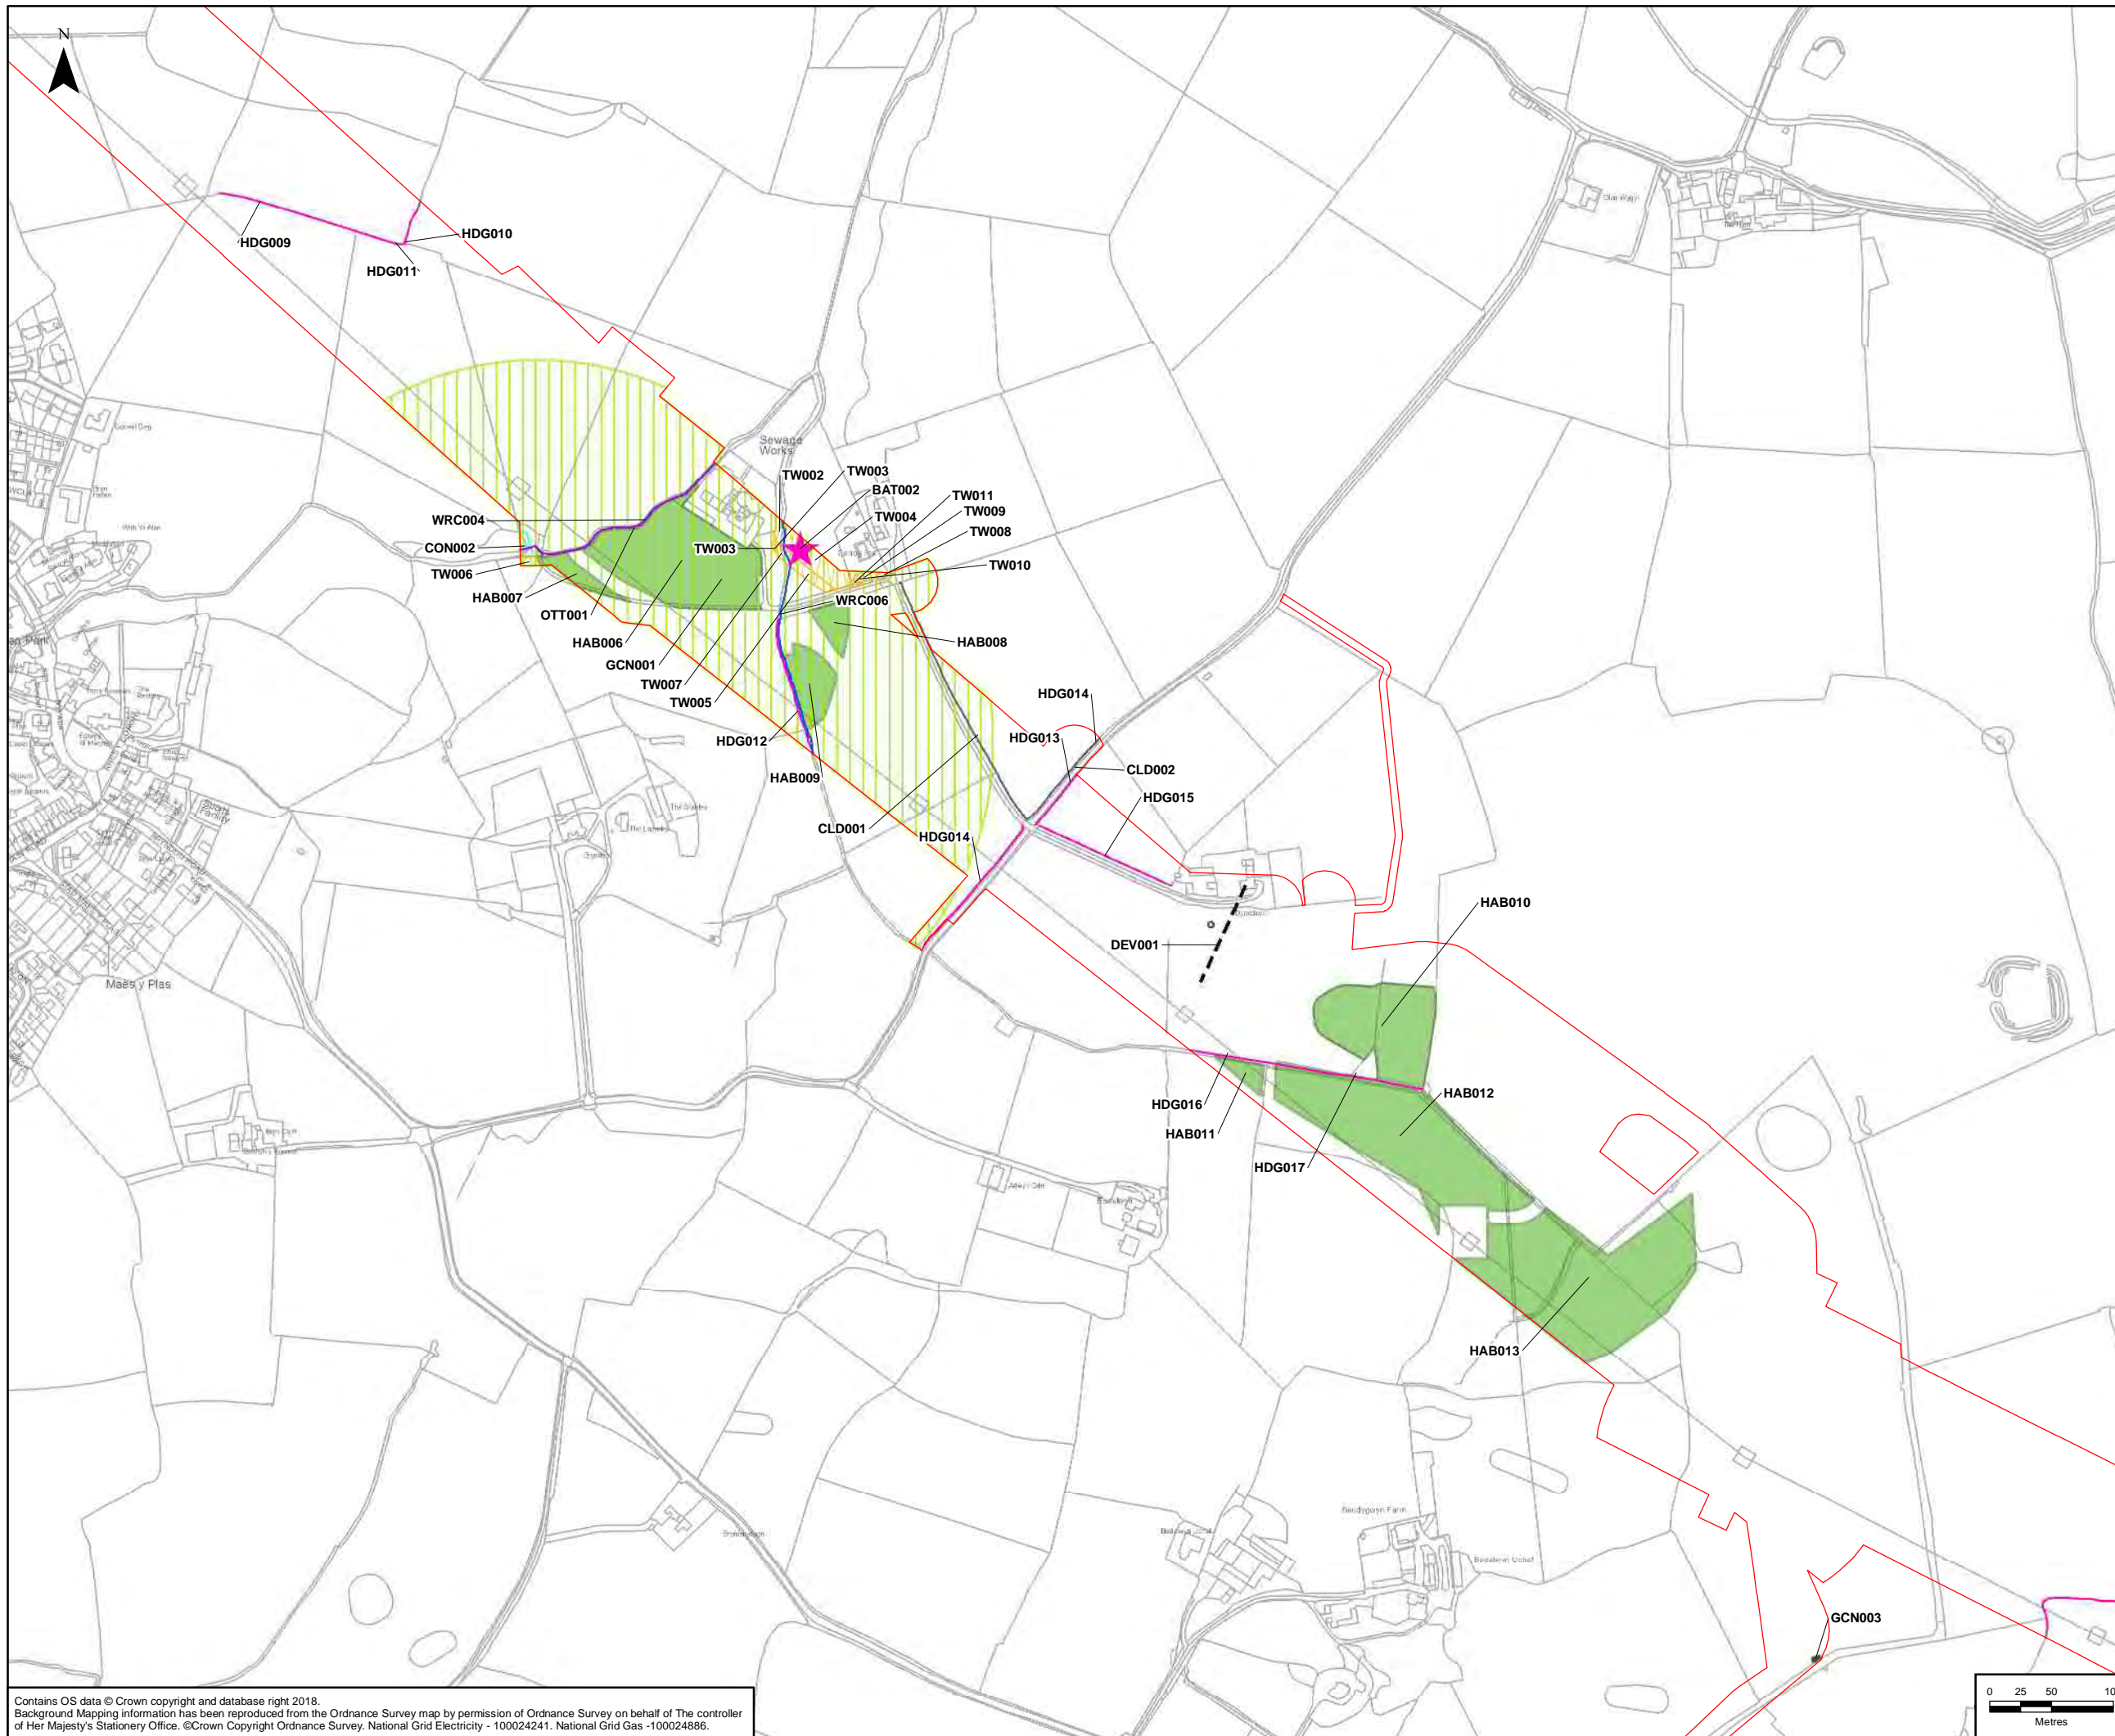 N
HDG009
HDG010
HDG011
Sewage
Works
TW002
TW003
BAT002
TW011
TW009
TW004
TW008
WRC004
CON002
TW003
TW010
TW006
HAB007
WRC006
OTT001
HAB006
HAB008
GCN001
TW007
TW005
HDG014
HDG012
HDG013
CLD002
HAB009
HDG015
CLD001
HDG014
HAB010
DEV001
Maes y Plas
HAB012
HDG016
HAB011
HDG017
HAB013
GCN003
0 25 50 10
Metres
Contains OS data © Crown copyright and database right 2018.
Background Mapping information has been reproduced from the Ordnance Survey map by permission of Ordnance Survey on behalf of The controller
of Her Majesty's Stationery Office. ©Crown Copyright Ordnance Survey. National Grid Electricity - 100024241. National Grid Gas -100024886.